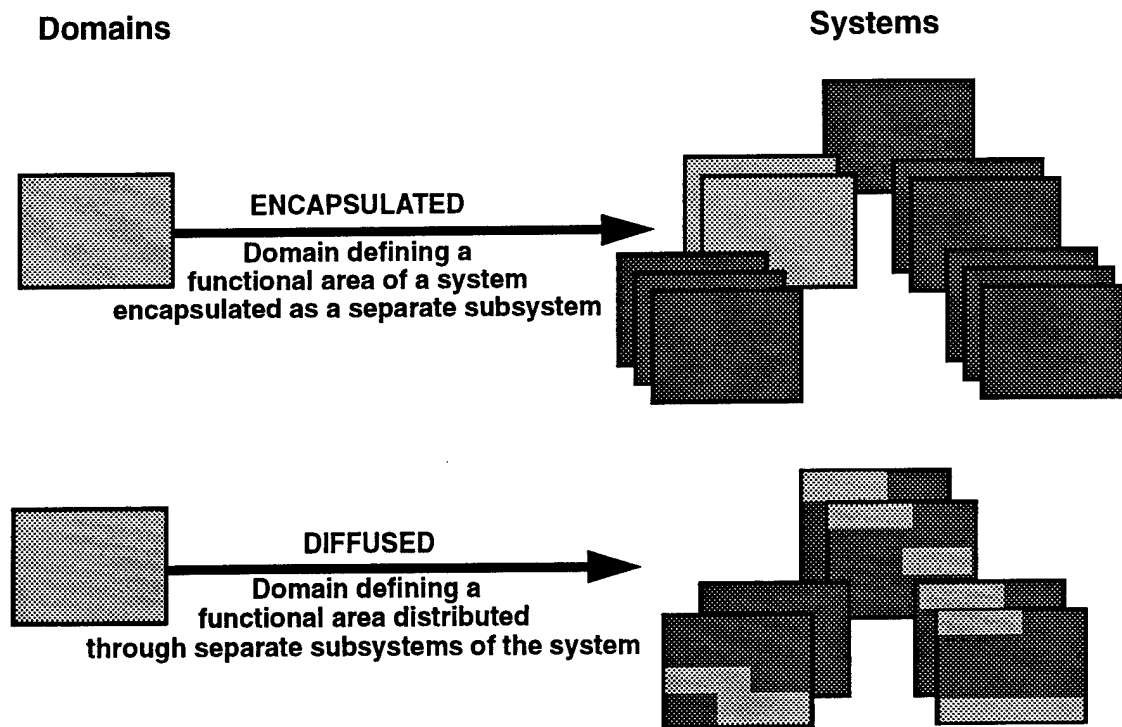 Domains
Systems
ENCAPSULATED
Domain defining a
functional area of a system
encapsulated as a separate subsystem
DIFFUSED
Domain defining a
functional area distributed
through separate subsystems of the system